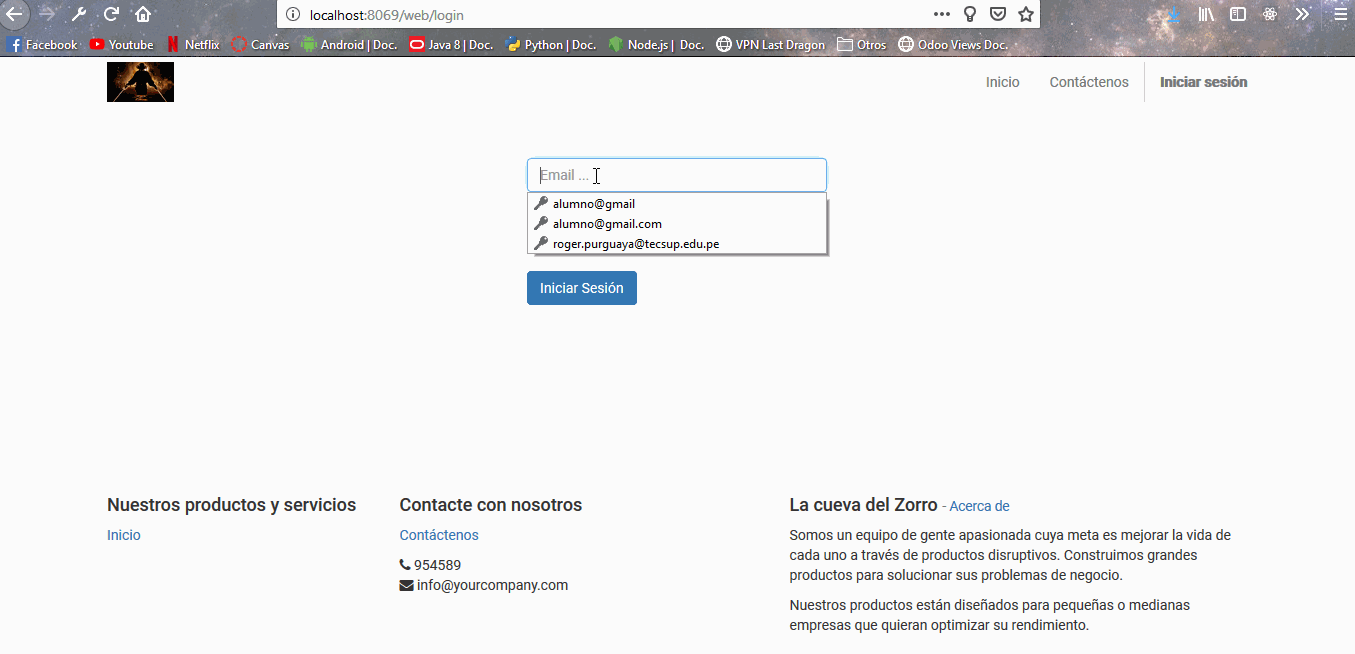 localhost:8069/web/login
Facebook Youtube Netflix Canvas Android | Doc. Java 8 | Doc. Python | Doc. Node.js | Doc. VPN Last Dragon Otros Odoo Views Doc.
Inicio Contáctenos Iniciar sesión
Email ...
alumno@gmail
alumno@gmail.com
roger.purguaya@tecsup.edu.pe
Iniciar Sesión
Nuestros productos y servicios
Inicio
Contacte con nosotros
Contáctenos
954589
info@yourcompany.com
La cueva del Zorro - Acerca de
Somos un equipo de gente apasionada cuya meta es mejorar la vida de
cada uno a través de productos disruptivos. Construimos grandes
productos para solucionar sus problemas de negocio.
Nuestros productos están diseñados para pequeñas o medianas
empresas que quieran optimizar su rendimiento.